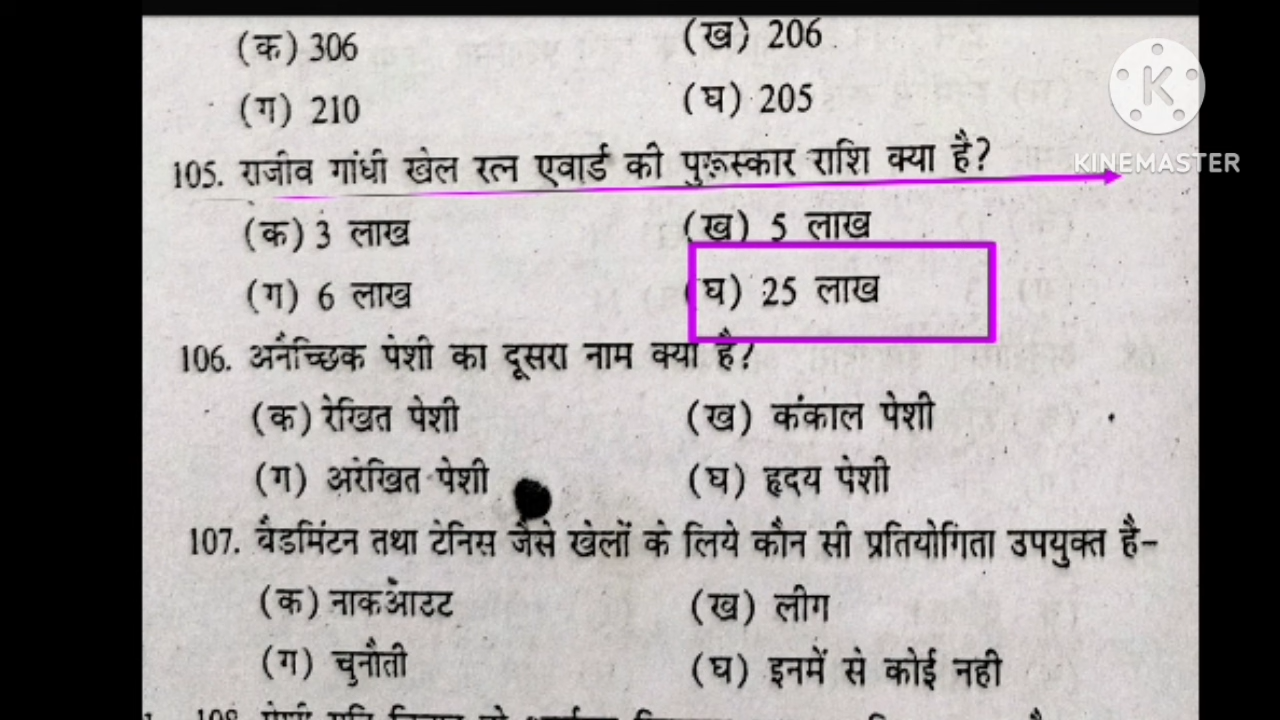 (क) 306 (ख) 206
(ग) 210 (घ) 205
K
KINEMASTER
105. राजीव गांधी खेल रत्न एवार्ड की पुरूस्कार राशि क्या है?
(क) 3 लाख (ख) 5 लाख
(ग) 6 लाख (घ) 25 लाख
106. अनैच्छिक पेशी का दूसरा नाम क्या है?
(क) रेखित पेशी (ख) कंकाल पेशी
(ग) अरेखित पेशी (घ) हृदय पेशी
107. बैडमिंटन तथा टेनिस जैसे खेलों के लिये कौन सी प्रतियोगिता उपयुक्त है–
(क) नाकआउट (ख) लीग
(ग) चुनौती (घ) इनमें से कोई नही
108.